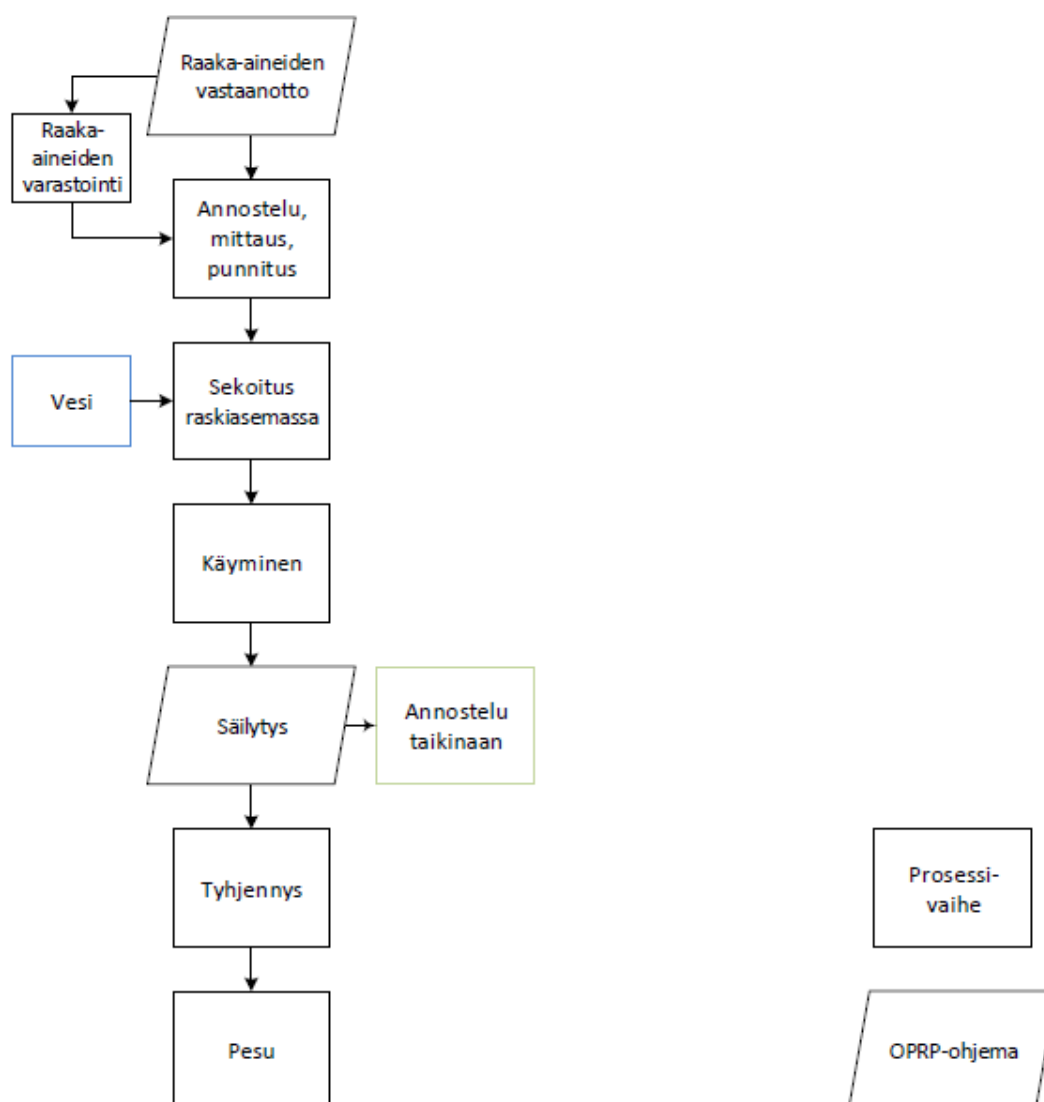 Raaka-aineiden
vastaanotto
Raaka-
aineiden
varastointi
Annostelu,
mittaus,
punnitus
Vesi
Sekoitus
raskiasemassa
Käyminen
Säilytys
Annostelu
taikinaan
Tyhjennys
Prosessi-
vaihe
Pesu
OPRP-ohjema